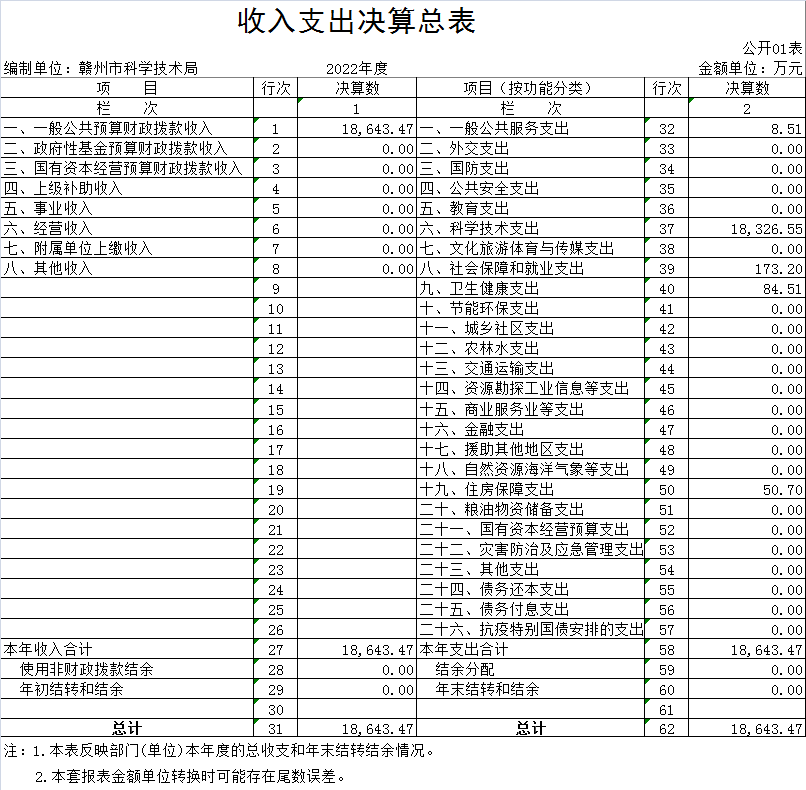 收入支出决算总表
公开01表
编制单位：赣州市科学技术局 2022年度 金额单位：万元
项 目 行次 决算数 项目（按功能分类） 行次 决算数
栏 次 1 栏 次 2
一、一般公共预算财政拨款收入 1 18,643.47 一、一般公共服务支出 32 8.51
二、政府性基金预算财政拨款收入 2 0.00 二、外交支出 33 0.00
三、国有资本经营预算财政拨款收入 3 0.00 三、国防支出 34 0.00
四、上级补助收入 4 0.00 四、公共安全支出 35 0.00
五、事业收入 5 0.00 五、教育支出 36 0.00
六、经营收入 6 0.00 六、科学技术支出 37 18,326.55
七、附属单位上缴收入 7 0.00 七、文化旅游体育与传媒支出 38 0.00
八、其他收入 8 0.00 八、社会保障和就业支出 39 173.20
9 九、卫生健康支出 40 84.51
10 十、节能环保支出 41 0.00
11 十一、城乡社区支出 42 0.00
12 十二、农林水支出 43 0.00
13 十三、交通运输支出 44 0.00
14 十四、资源勘探工业信息等支出 45 0.00
15 十五、商业服务业等支出 46 0.00
16 十六、金融支出 47 0.00
17 十七、援助其他地区支出 48 0.00
18 十八、自然资源海洋气象等支出 49 0.00
19 十九、住房保障支出 50 50.70
20 二十、粮油物资储备支出 51 0.00
21 二十一、国有资本经营预算支出 52 0.00
22 二十二、灾害防治及应急管理支出 53 0.00
23 二十三、其他支出 54 0.00
24 二十四、债务还本支出 55 0.00
25 二十五、债务付息支出 56 0.00
26 二十六、抗疫特别国债安排的支出 57 0.00
本年收入合计 27 18,643.47 本年支出合计 58 18,643.47
使用非财政拨款结余 28 0.00 结余分配 59 0.00
年初结转和结余 29 0.00 年末结转和结余 60 0.00
30 61
总计 31 18,643.47 总计 62 18,643.47
注：1.本表反映部门(单位)本年度的总收支和年末结转结余情况。
2.本套报表金额单位转换时可能存在尾数误差。